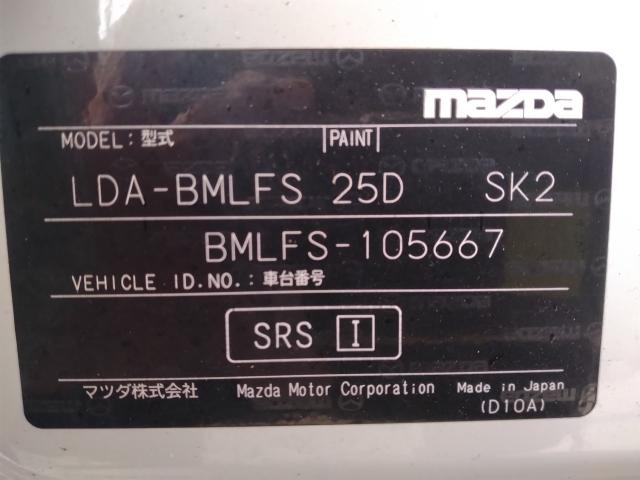 mazda
MODEL: 型式 |PAINT|
LDA-BMLFS 25D SK2
BMLFS-105667
VEHICLE ID.NO.: 車台番号
SRS I
マツダ株式会社 Mazda Motor Corporation Made in Japan
(D10A)